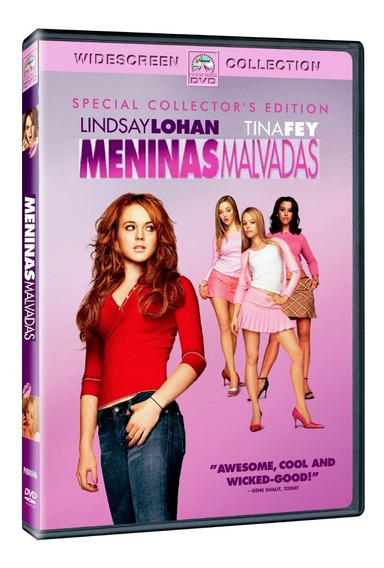 WIDESCREEN DVD COLLECTION
SPECIAL COLLECTOR'S EDITION
LINDSAY LOHAN TINA FEY
MENINAS MALVADAS
"AWESOME, COOL AND
WICKED-GOOD!"
- GENE SHALIT, TODAY
MENINAS MALVADAS
DVD